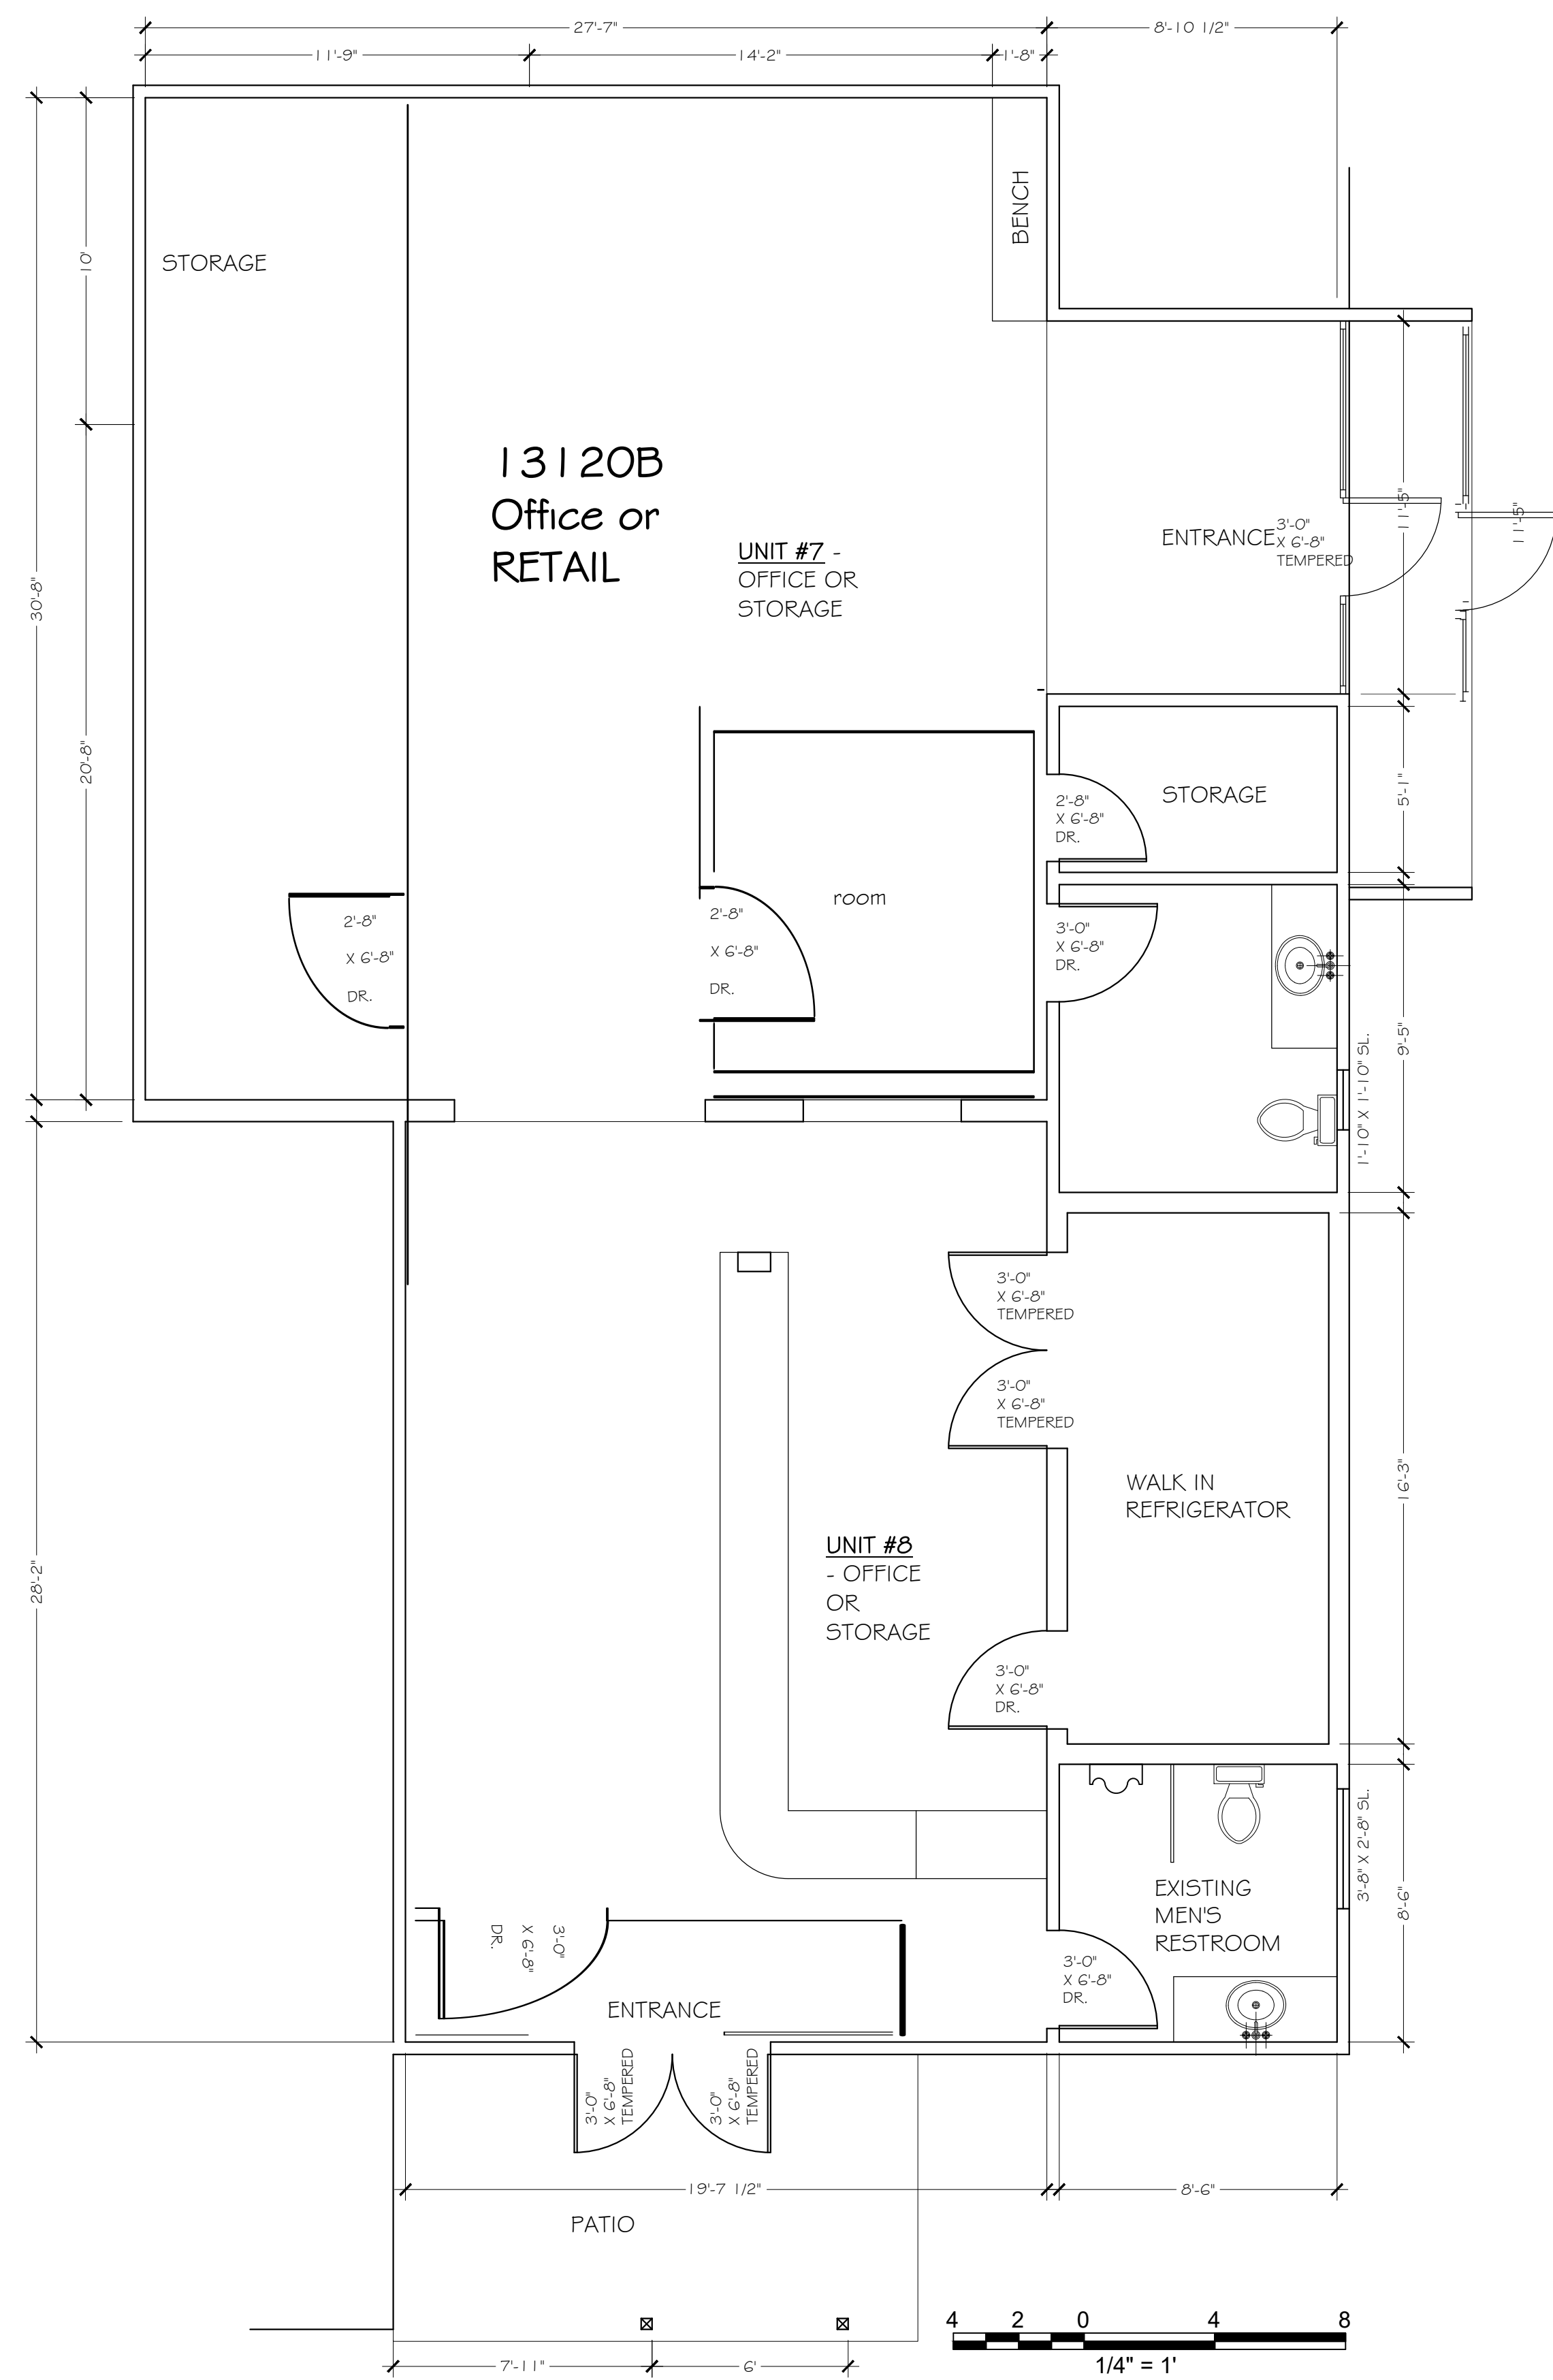 27'-7"
8'-10 1/2"
11'-9"
14'-2"
1'-8"
BENCH
STORAGE
10'
13120B
Office or
RETAIL
UNIT #7 -
OFFICE OR
STORAGE
ENTRANCE
3'-0"
X 6'-8"
TEMPERED
11'-5"
11'-5"
30'-8"
20'-8"
2'-8"
X 6'-8"
DR.
STORAGE
5'-1"
room
2'-8"
X 6'-8"
DR.
2'-8"
X 6'-8"
DR.
3'-0"
X 6'-8"
DR.
9'-5"
1'-10" X 1'-10" SL.
3'-0"
X 6'-8"
TEMPERED
3'-0"
X 6'-8"
TEMPERED
WALK IN
REFRIGERATOR
16'-3"
28'-2"
UNIT #8
- OFFICE
OR
STORAGE
3'-0"
X 6'-8"
DR.
3'-8" X 2'-8" SL.
8'-6"
EXISTING
MEN'S
RESTROOM
3'-0"
X 6'-8"
DR.
3'-0"
X 6'-8"
DR.
ENTRANCE
3'-0"
X 6'-8"
TEMPERED
3'-0"
X 6'-8"
TEMPERED
19'-7 1/2"
8'-6"
PATIO
4 2 0 4 8
1/4" = 1'
7'-11"
6'